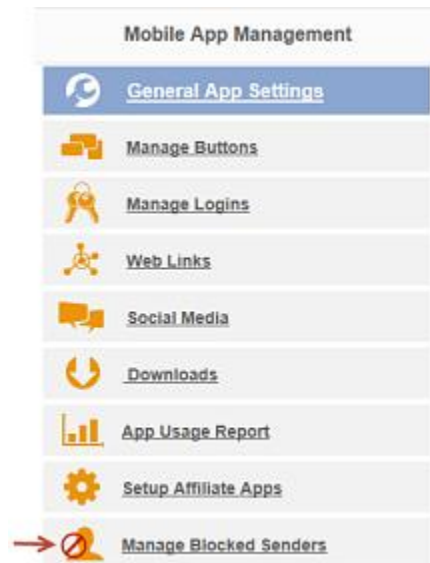 Mobile App Management
General App Settings
Manage Buttons
Manage Logins
Web Links
Social Media
Downloads
App Usage Report
Setup Affiliate Apps
Manage Blocked Senders